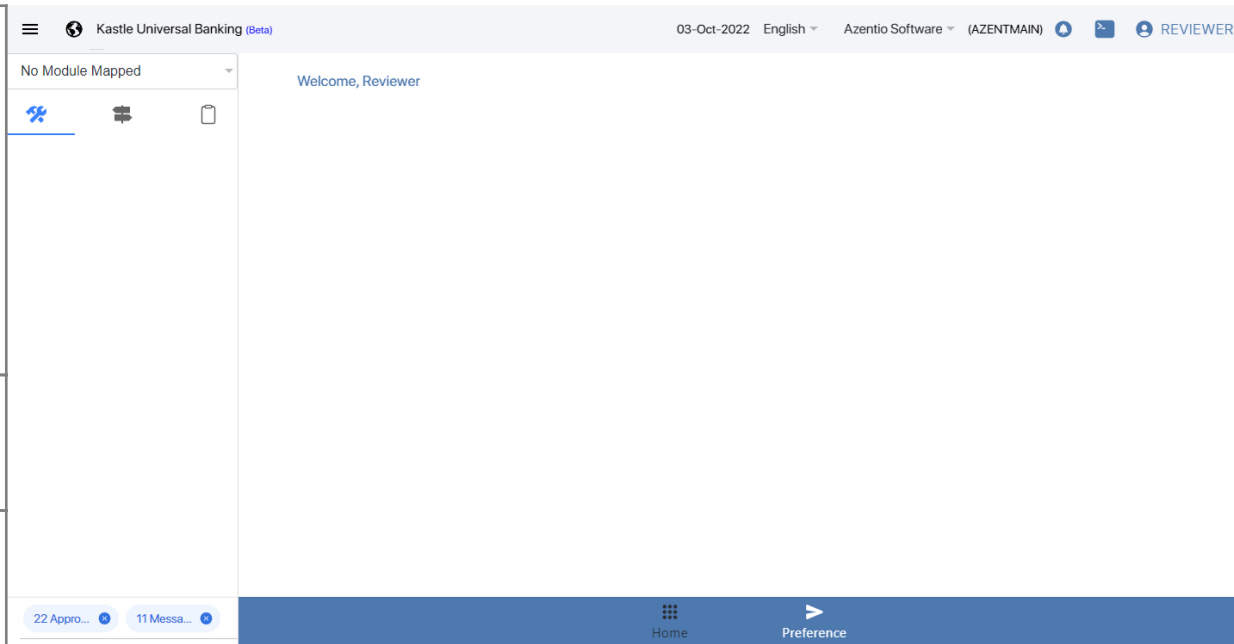 Kastle Universal Banking (Beta) 03-Oct-2022 English Azentio Software (AZENTMAIN) REVIEWER
No Module Mapped
Welcome, Reviewer
22 Appro... 11 Messa...
Home Preference